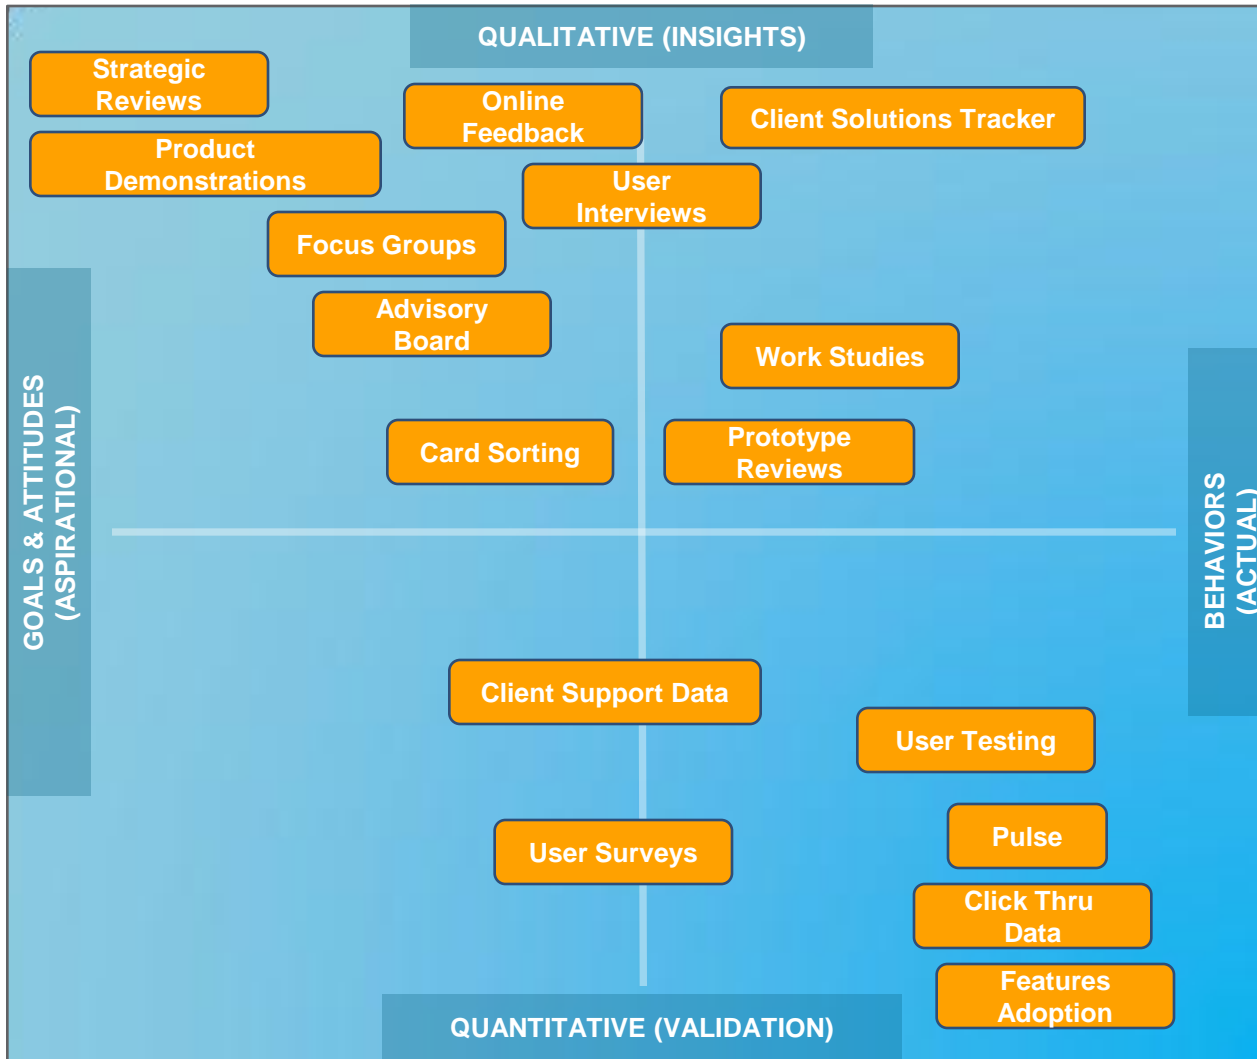 QUALITATIVE (INSIGHTS)
Strategic
Reviews
Online
Feedback
Client Solutions Tracker
Product
Demonstrations
User
Interviews
Focus Groups
Advisory
Board
Work Studies
Card Sorting
Prototype
Reviews
GOALS & ATTITUDES
(ASPIRATIONAL)
BEHAVIORS
(ACTUAL)
Client Support Data
User Testing
Pulse
User Surveys
Click Thru
Data
Features
Adoption
QUANTITATIVE (VALIDATION)